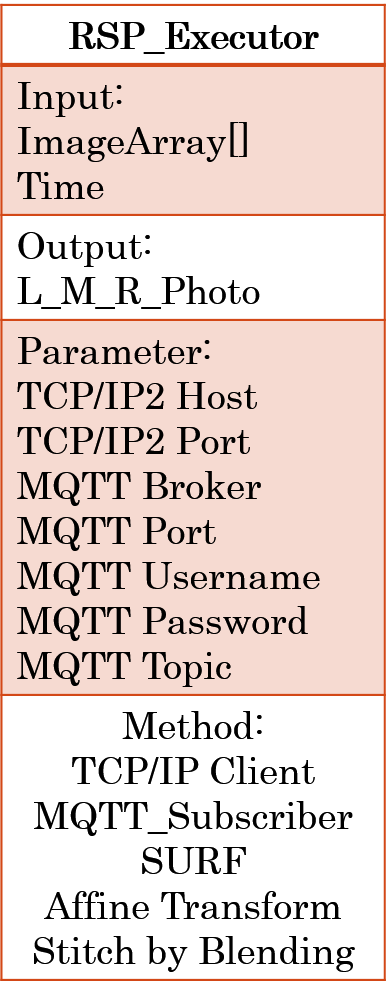 RSP_Executor
Input:
ImageArray[]
Time
Output:
L_M_R_Photo
Parameter:
TCP/IP2 Host
TCP/IP2 Port
MQTT Broker
MQTT Port
MQTT Username
MQTT Password
MQTT Topic
Method:
TCP/IP Client
MQTT_Subscriber
SURF
Affine Transform
Stitch by Blending